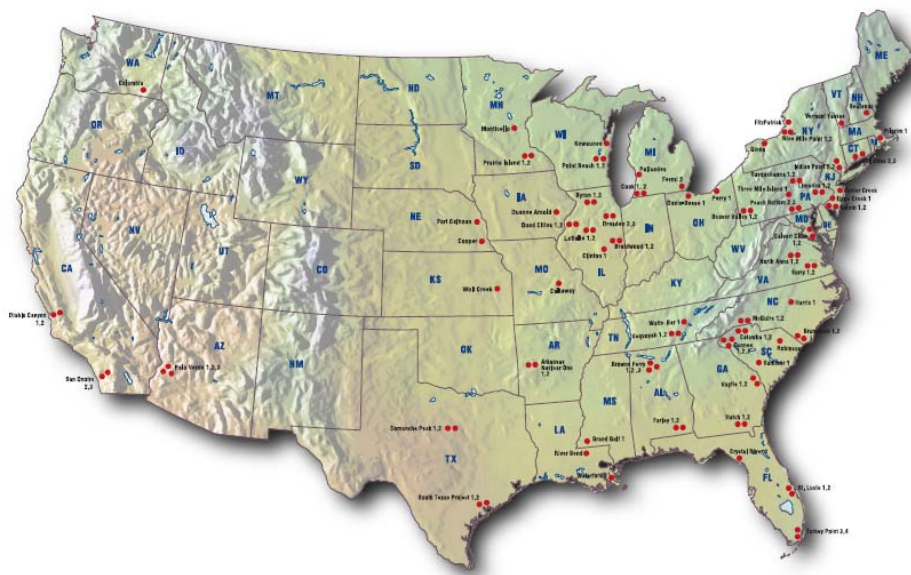 WA
Columbia
MT
ND
MN
ME
VT
NH
OR
ID
Monticello
WI
Kewaunee
Point Beach 1,2
Prairie Island 1,2
MI
Palisades
Fermi 2
Cook 1, 2
FitzPatrick
Nine Mile Point 1,2
NY
Vermont Yankee
MA
Pilgrim 1
CT
Ginna
Indian Point 2,3
NJ
SD
WY
IA
Duane Arnold
Quad Cities 1,2
Byron 1,2
Dresden 2,3
LaSalle 1,2
Braidwood 1,2
Clinton 1
IL
IN
OH
Davis-Besse 1
Perry 1
Beaver Valley 1,2
Susquehanna 1,2
Three Mile Island 1
Peach Bottom 2,3
PA
Limerick 1,2
Oyster Creek
Hope Creek 1
Salem 1,2
MD
DE
Calvert Cliffs
1,2
NE
Fort Calhoun
Cooper
NV
UT
CO
CA
KS
Wolf Creek
MO
Callaway
KY
WV
VA
North Anna 1,2
Surry 1,2
Diablo Canyon
1,2
AZ
NM
OK
AR
Arkansas
Nuclear One
1,2
TN
Watts Bar 1
Sequoyah 1,2
Browns Ferry
NC
Harris 1
McGuire 1,2
Catawba 1,2
Oconee
Brunswick 1,2
Robinson 2
SC
Summer 1
Vogtle 1,2
San Onofre
2,3
Palo Verde 1,2,3
MS
AL
GA
Farley 1,2
Hatch 1,2
Comanche Peak 1,2
TX
LA
Grand Gulf 1
River Bend
Waterford 3
Crystal River 3
FL
St. Lucie 1,2
South Texas Project 1,2
Turkey Point 3,4